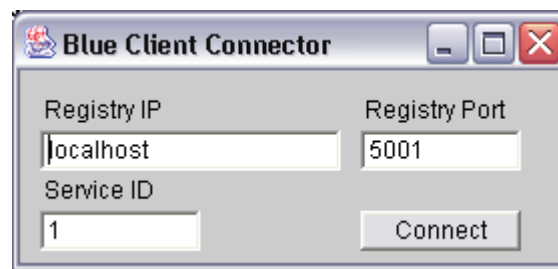 Blue Client Connector
Registry IP Registry Port
localhost 5001
Service ID
1 Connect